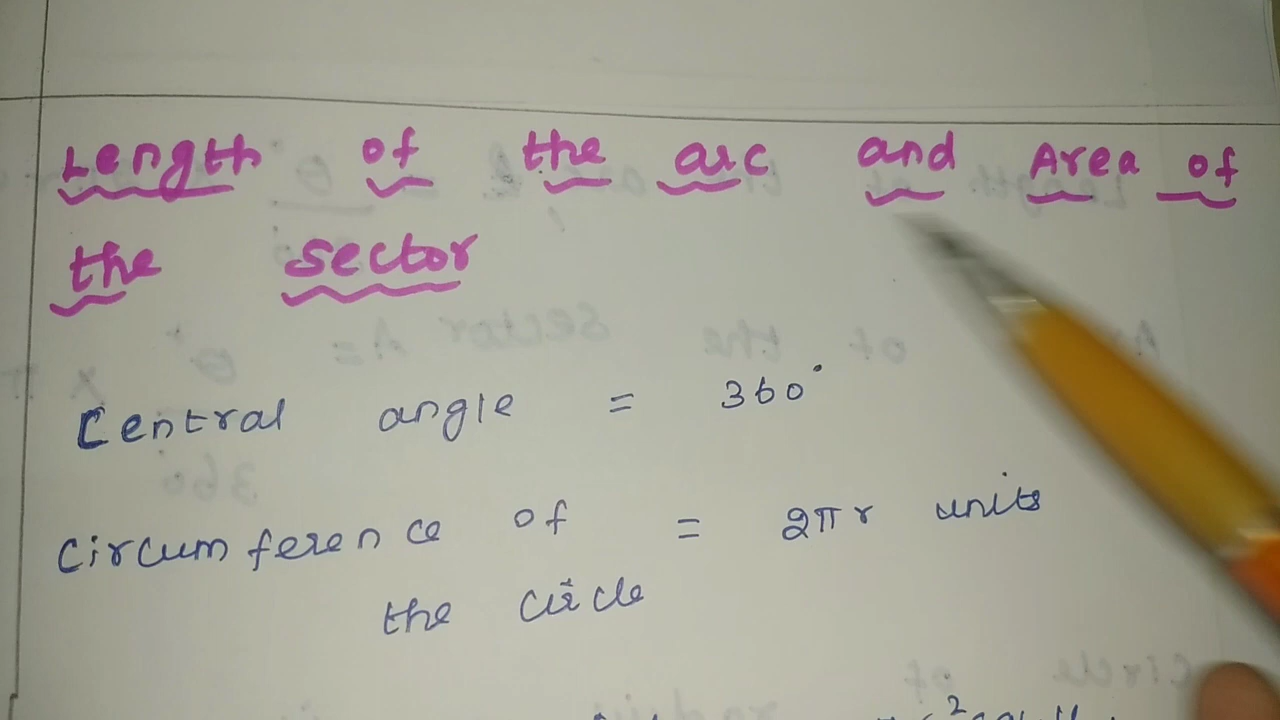 Length of the arc and Area of
the sector
Central angle = 360°
Circumference of = 2πr units
the circle